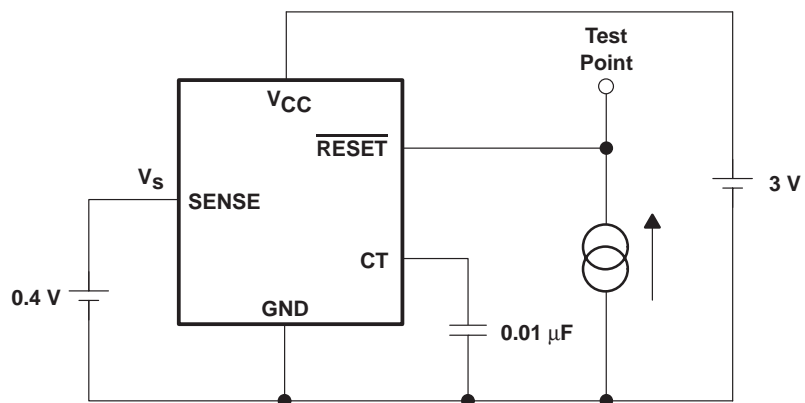 Test
Point
VCC
RESET
Vs
SENSE
3 V
CT
0.4 V
GND
0.01 μF